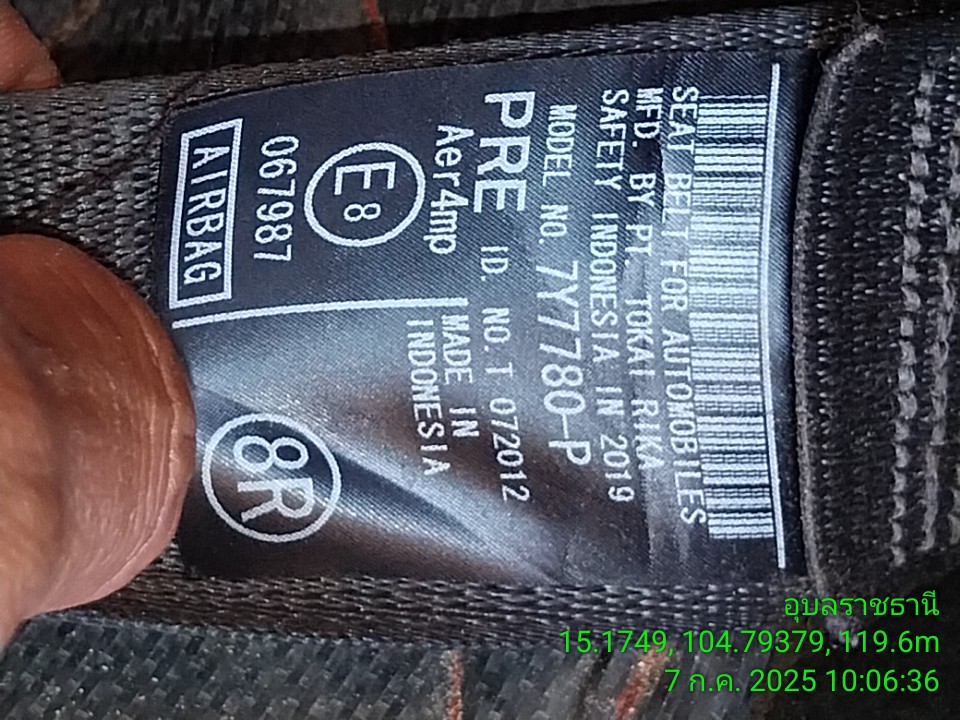 SEAT BELT FOR AUTOMOBILES
MFD. BY PT. TOKAI RIKA
SAFETY INDONESIA IN 2019
MODEL NO. 7Y7780-P
PRE ID. NO. T 072012
Aer4mp
MADE IN
INDONESIA
E8
067987
AIRBAG
8R
อุบลราชธานี
15.1749, 104.79379, 119.6m
7 ก.ค. 2025 10:06:36